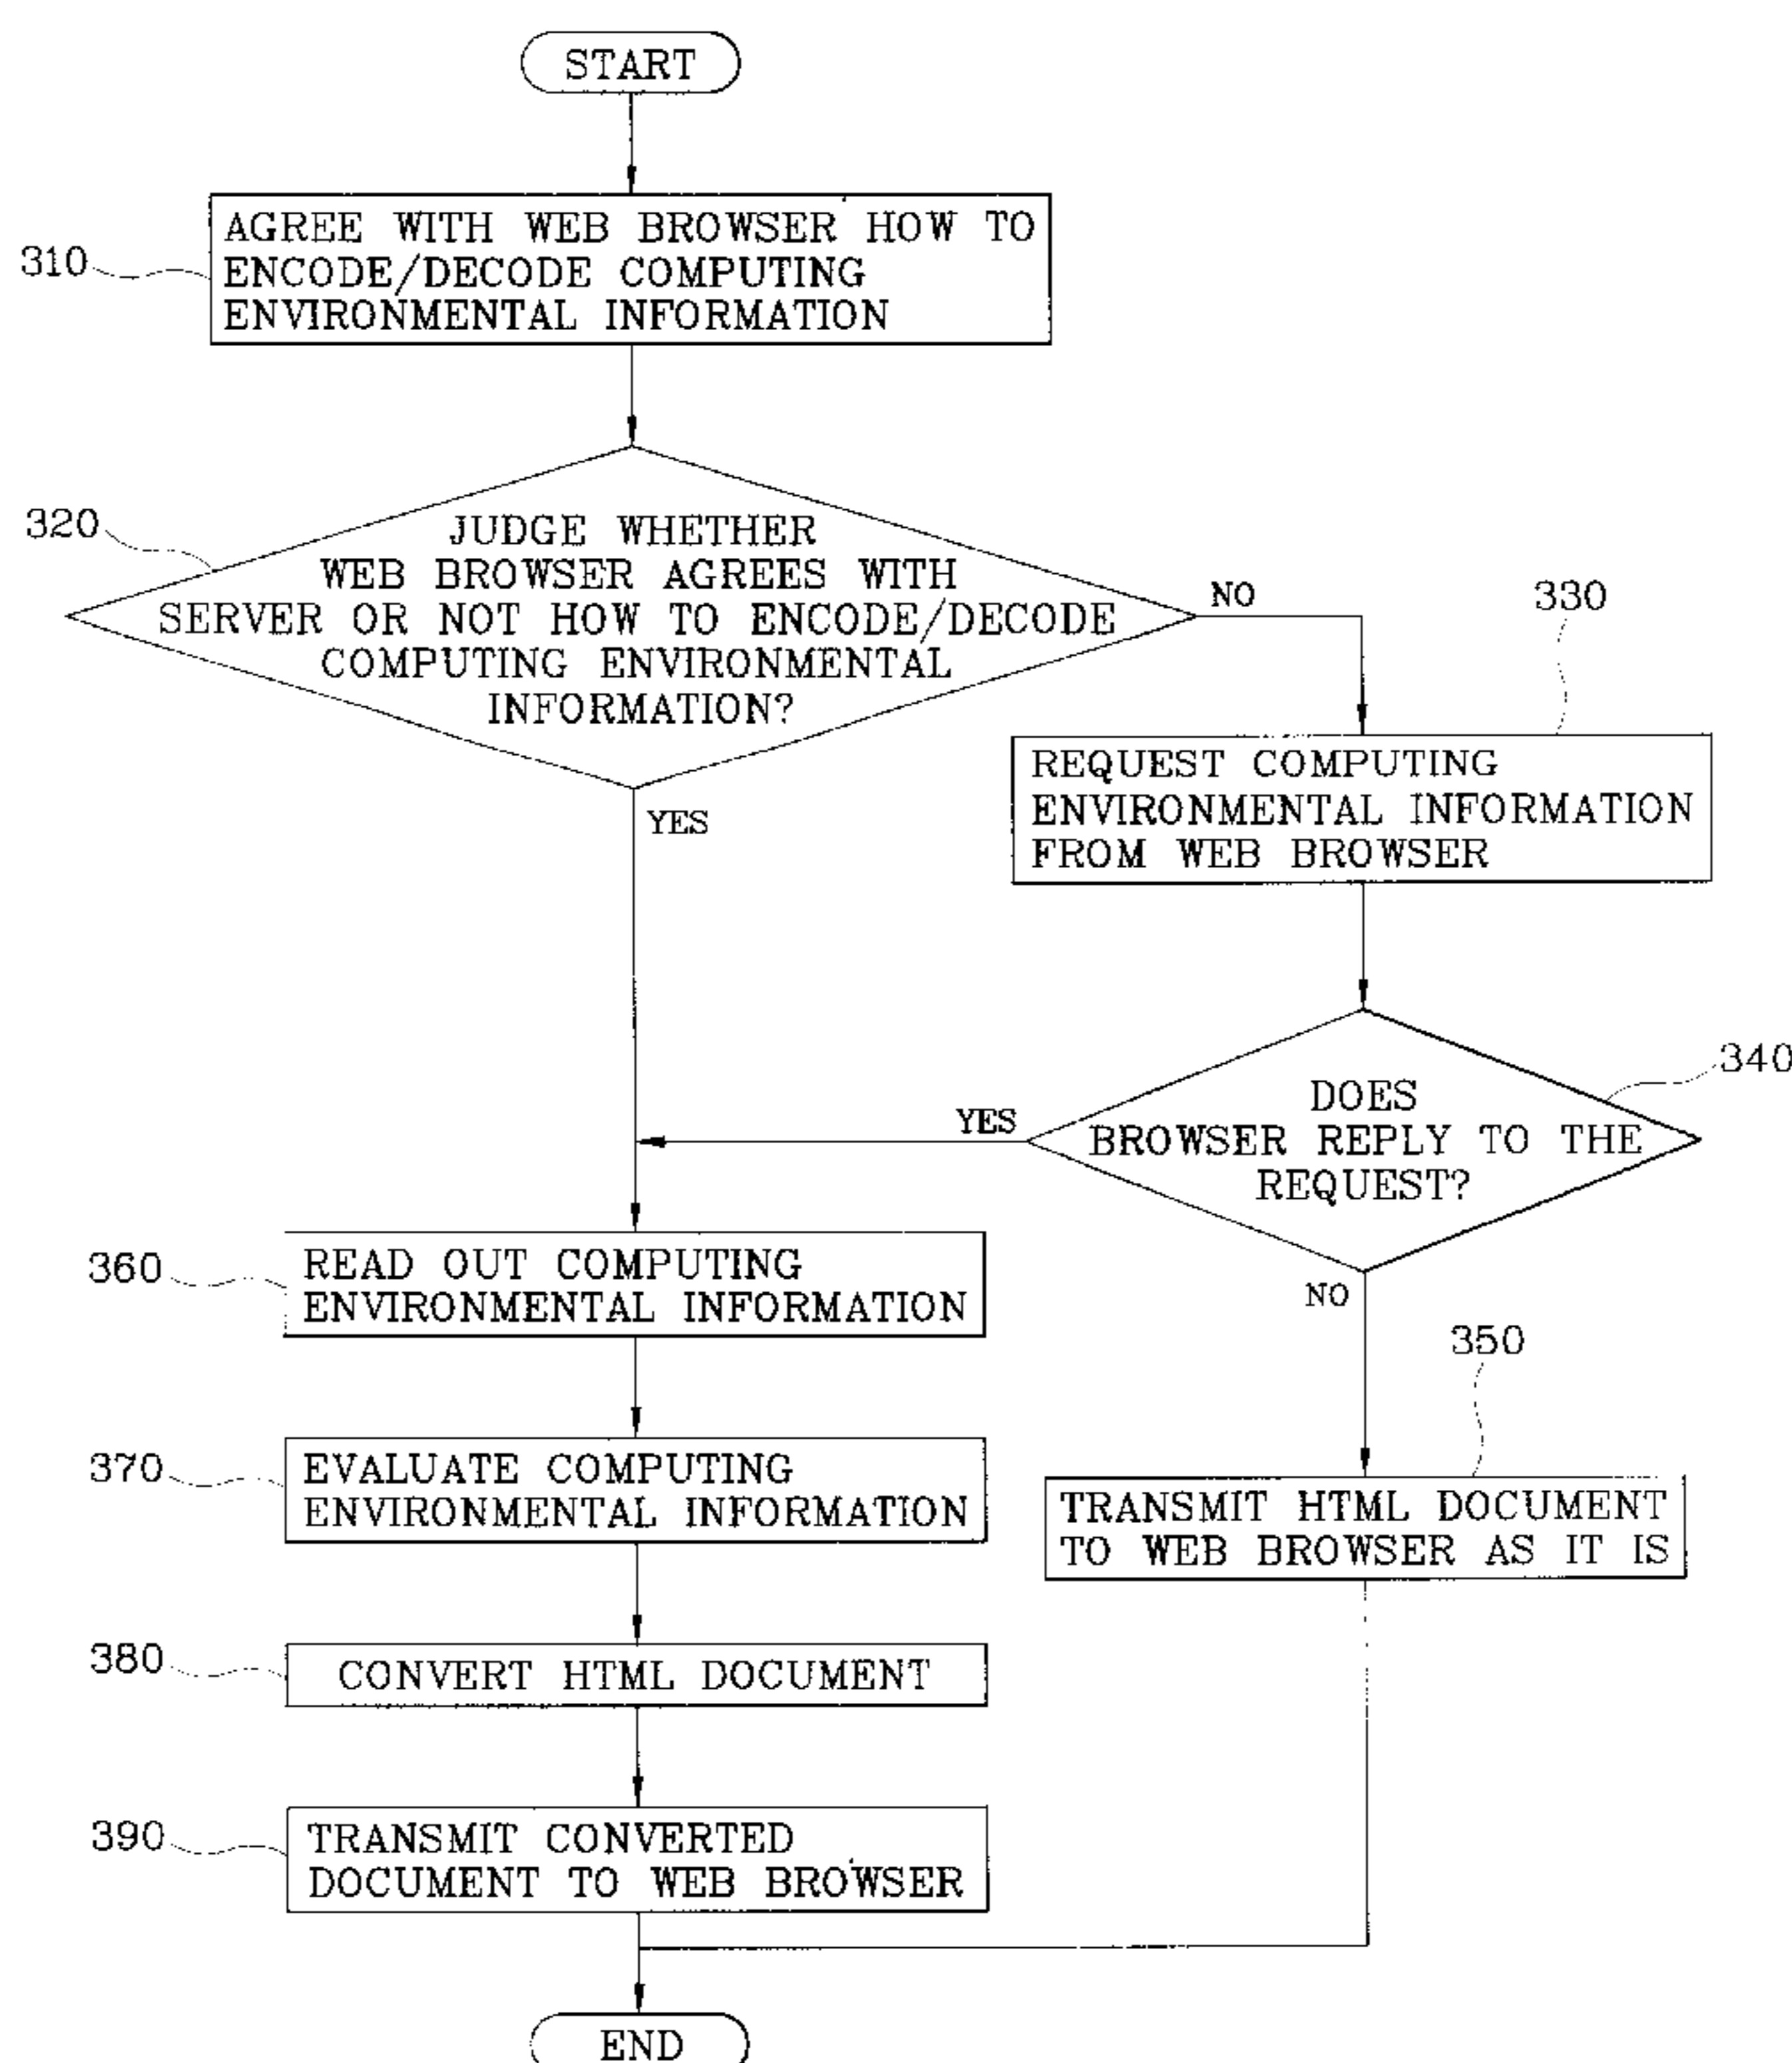 START
310
AGREE WITH WEB BROWSER HOW TO
ENCODE/DECODE COMPUTING
ENVIRONMENTAL INFORMATION
320
JUDGE WHETHER
WEB BROWSER AGREES WITH
SERVER OR NOT HOW TO ENCODE/DECODE
COMPUTING ENVIRONMENTAL
INFORMATION?
NO
YES
330
REQUEST COMPUTING
ENVIRONMENTAL INFORMATION
FROM WEB BROWSER
340
DOES
BROWSER REPLY TO THE
REQUEST?
YES
NO
350
TRANSMIT HTML DOCUMENT
TO WEB BROWSER AS IT IS
360
READ OUT COMPUTING
ENVIRONMENTAL INFORMATION
370
EVALUATE COMPUTING
ENVIRONMENTAL INFORMATION
380
CONVERT HTML DOCUMENT
390
TRANSMIT CONVERTED
DOCUMENT TO WEB BROWSER
END